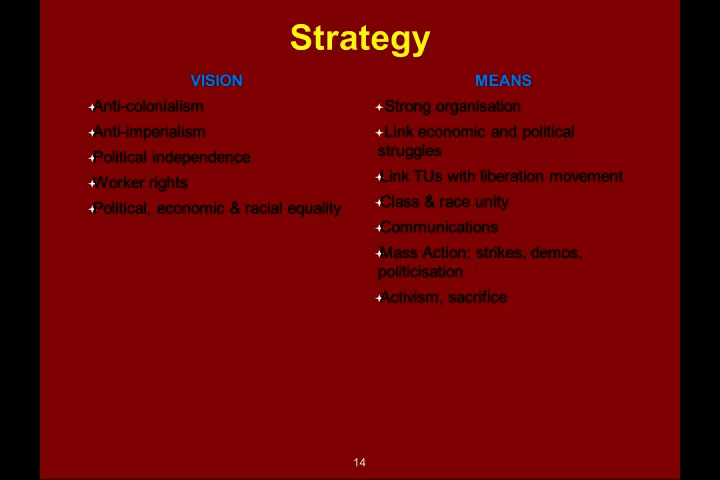 Strategy
VISION
Anti-colonialism
Anti-imperialism
Political independence
Worker rights
Political, economic & racial equality
MEANS
Strong organisation
Link economic and political
struggles
Link TUs with liberation movement
Class & race unity
Communications
Mass Action: strikes, demos,
politicisation
Activism, sacrifice
14